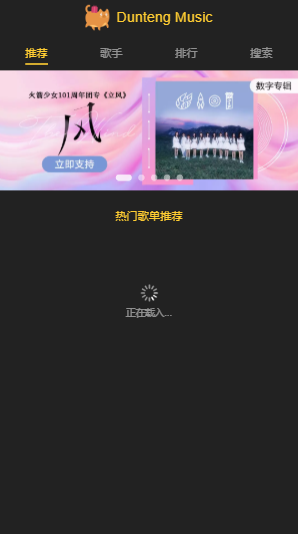 Dunteng Music
推荐 歌手 排行 搜索
数字专辑
火箭少女101周年团专《立风》
风
立即支持
热门歌单推荐
正在载入...